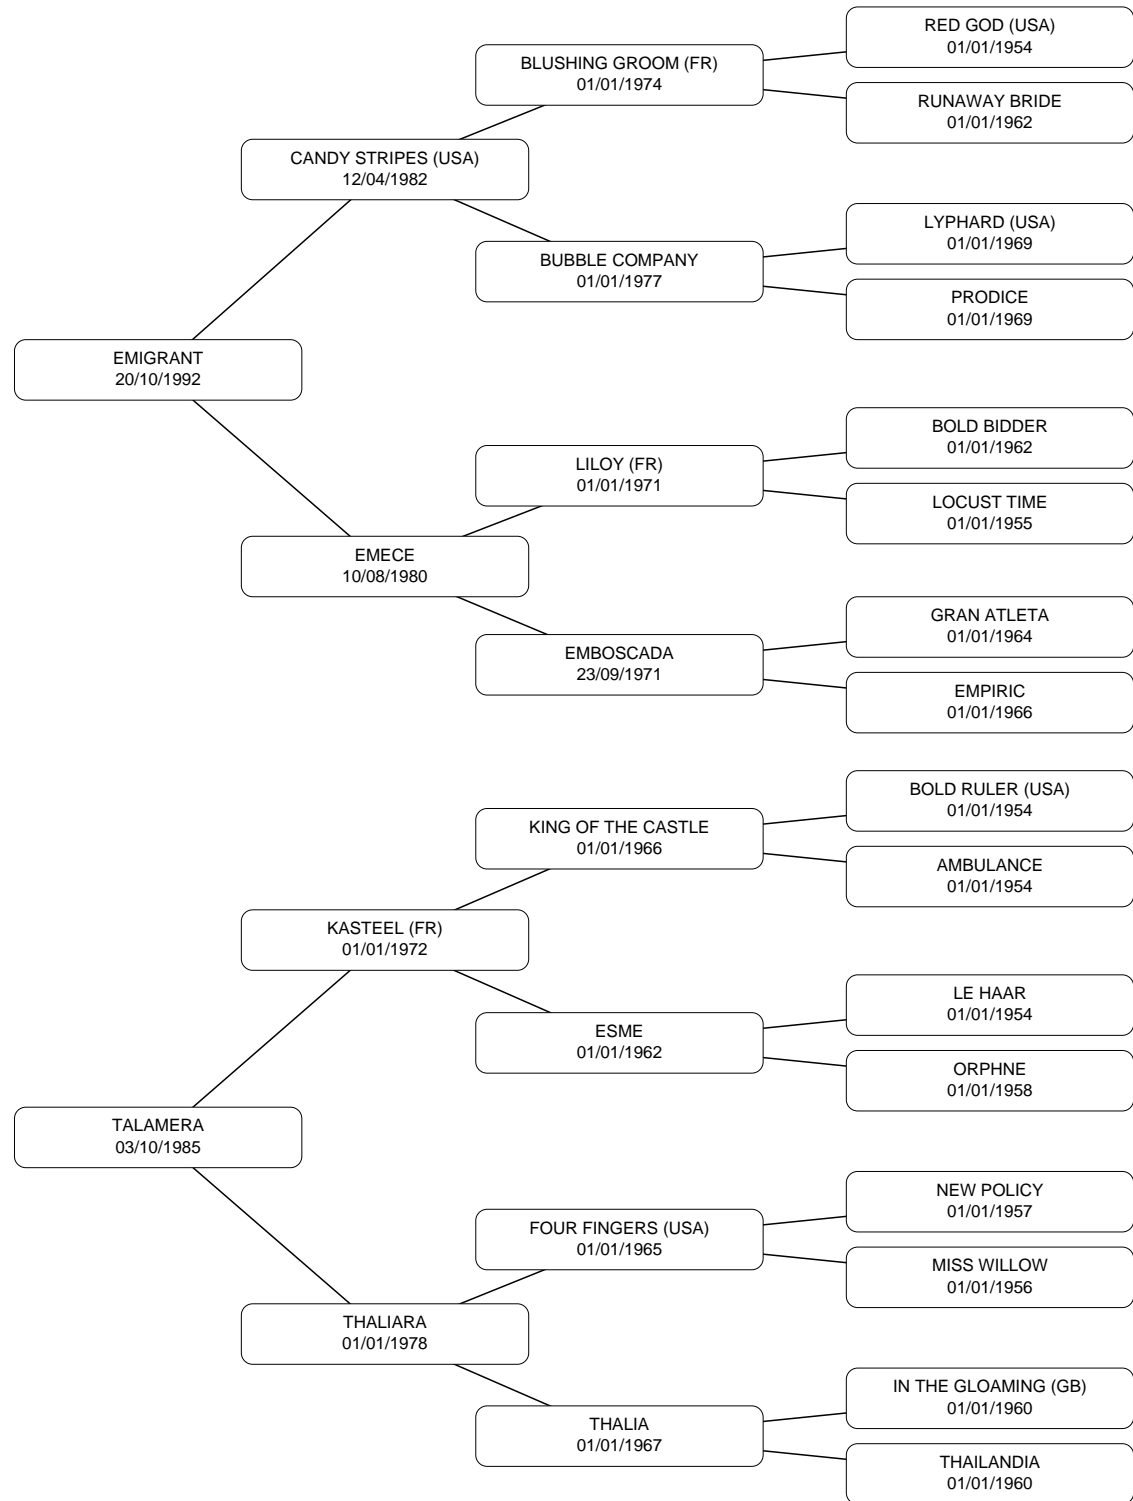 RED GOD (USA)
01/01/1954
BLUSHING GROOM (FR)
01/01/1974
RUNAWAY BRIDE
01/01/1962
CANDY STRIPES (USA)
12/04/1982
LYPHARD (USA)
01/01/1969
BUBBLE COMPANY
01/01/1977
PRODICE
01/01/1969
EMIGRANT
20/10/1992
BOLD BIDDER
01/01/1962
LILOY (FR)
01/01/1971
LOCUST TIME
01/01/1955
EMECE
10/08/1980
GRAN ATLETA
01/01/1964
EMBOSCADA
23/09/1971
EMPIRIC
01/01/1966
BOLD RULER (USA)
01/01/1954
KING OF THE CASTLE
01/01/1966
AMBULANCE
01/01/1954
KASTEEL (FR)
01/01/1972
LE HAAR
01/01/1954
ESME
01/01/1962
ORPHNE
01/01/1958
TALAMERA
03/10/1985
NEW POLICY
01/01/1957
FOUR FINGERS (USA)
01/01/1965
MISS WILLOW
01/01/1956
THALIARA
01/01/1978
IN THE GLOAMING (GB)
01/01/1960
THALIA
01/01/1967
THAILANDIA
01/01/1960